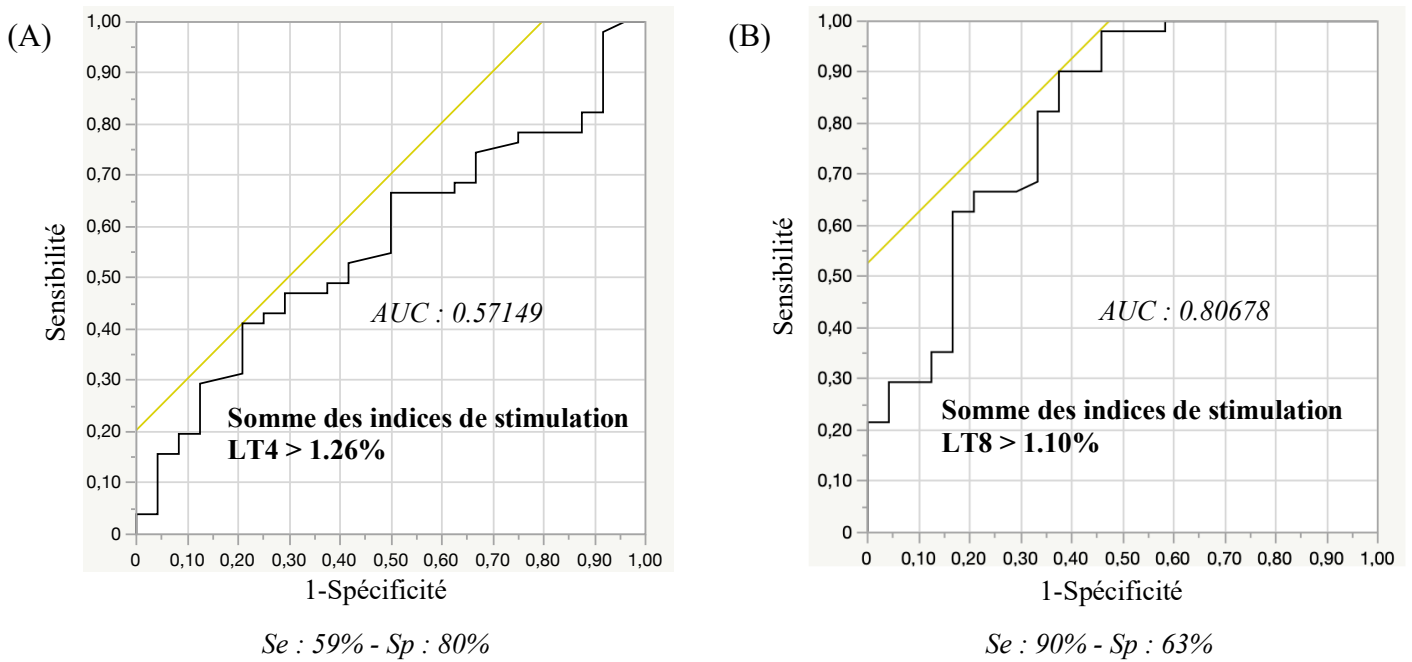 (A)
1,00
0,90
0,80
0,70
0,60
0,50
0,40
0,30
0,20
0,10
0
Sensibilité
AUC : 0.57149
Somme des indices de stimulation
LT4 > 1.26%
0 0,10 0,20 0,30 0,40 0,50 0,60 0,70 0,80 0,90 1,00
1-Spécificité
Se : 59% - Sp : 80%
(B)
1,00
0,90
0,80
0,70
0,60
0,50
0,40
0,30
0,20
0,10
0
Sensibilité
AUC : 0.80678
Somme des indices de stimulation
LT8 > 1.10%
0 0,10 0,20 0,30 0,40 0,50 0,60 0,70 0,80 0,90 1,00
1-Spécificité
Se : 90% - Sp : 63%